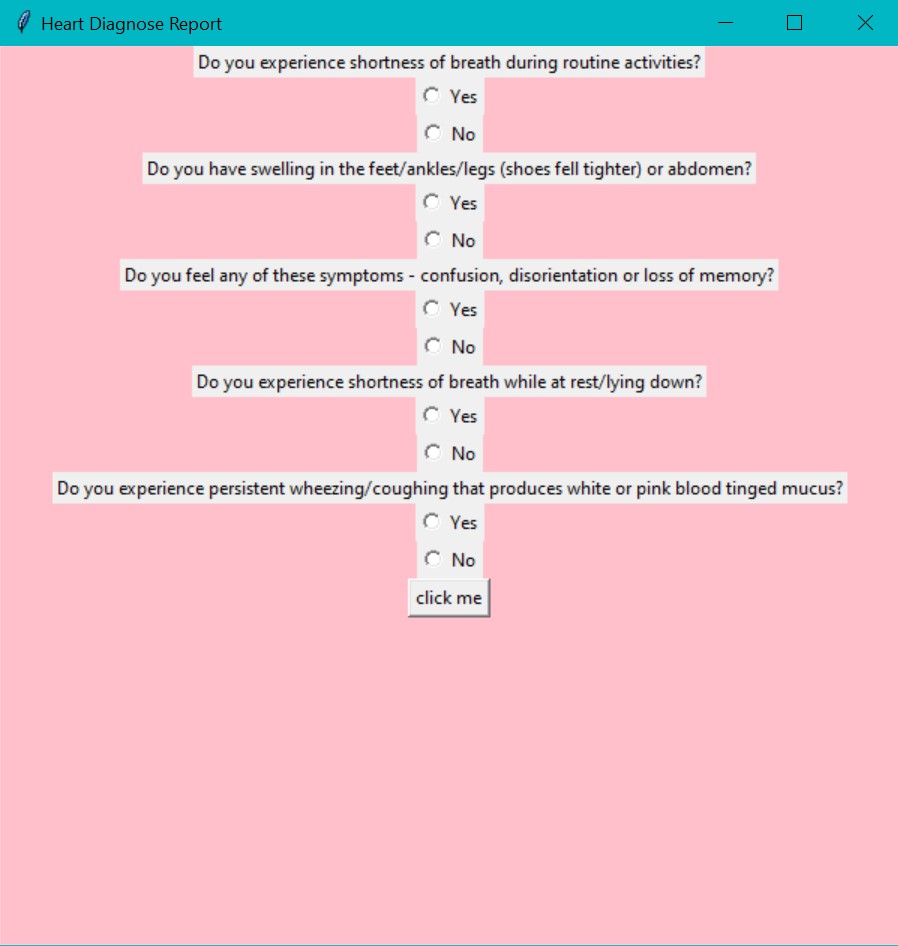 Heart Diagnose Report
Do you experience shortness of breath during routine activities?
Yes
No
Do you have swelling in the feet/ankles/legs (shoes fell tighter) or abdomen?
Yes
No
Do you feel any of these symptoms - confusion, disorientation or loss of memory?
Yes
No
Do you experience shortness of breath while at rest/lying down?
Yes
No
Do you experience persistent wheezing/coughing that produces white or pink blood tinged mucus?
Yes
No
click me